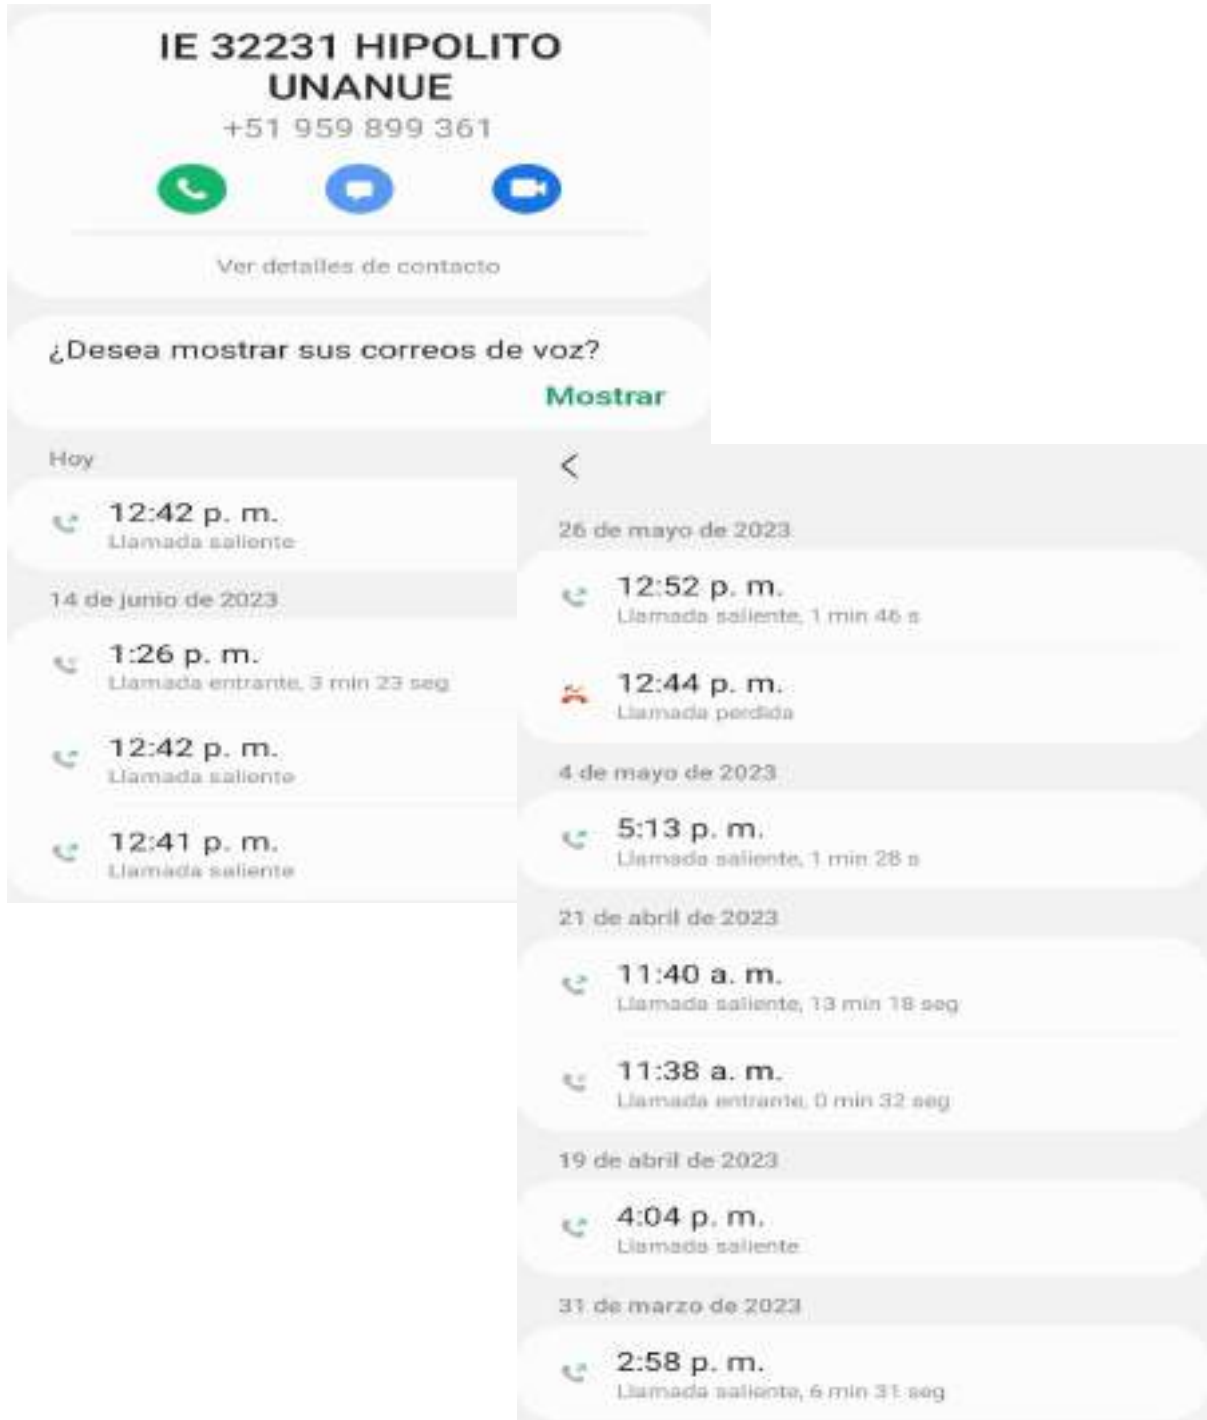 IE 32231 HIPOLITO
UNANUE
+51 959 899 361
Ver detalles de contacto
¿Desea mostrar sus correos de voz?
Mostrar
Hoy
12:42 p. m.
Llamada saliente
14 de junio de 2023
1:26 p. m.
Llamada entrante, 3 min 23 seg
12:42 p. m.
Llamada saliente
12:41 p. m.
Llamada saliente
26 de mayo de 2023
12:52 p. m.
Llamada saliente, 1 min 46 s
12:44 p. m.
Llamada perdida
4 de mayo de 2023
5:13 p. m.
Llamada saliente, 1 min 28 s
21 de abril de 2023
11:40 a. m.
Llamada saliente, 13 min 18 seg
11:38 a. m.
Llamada entrante, 0 min 32 seg
19 de abril de 2023
4:04 p. m.
Llamada saliente
31 de marzo de 2023
2:58 p. m.
Llamada saliente, 6 min 31 seg